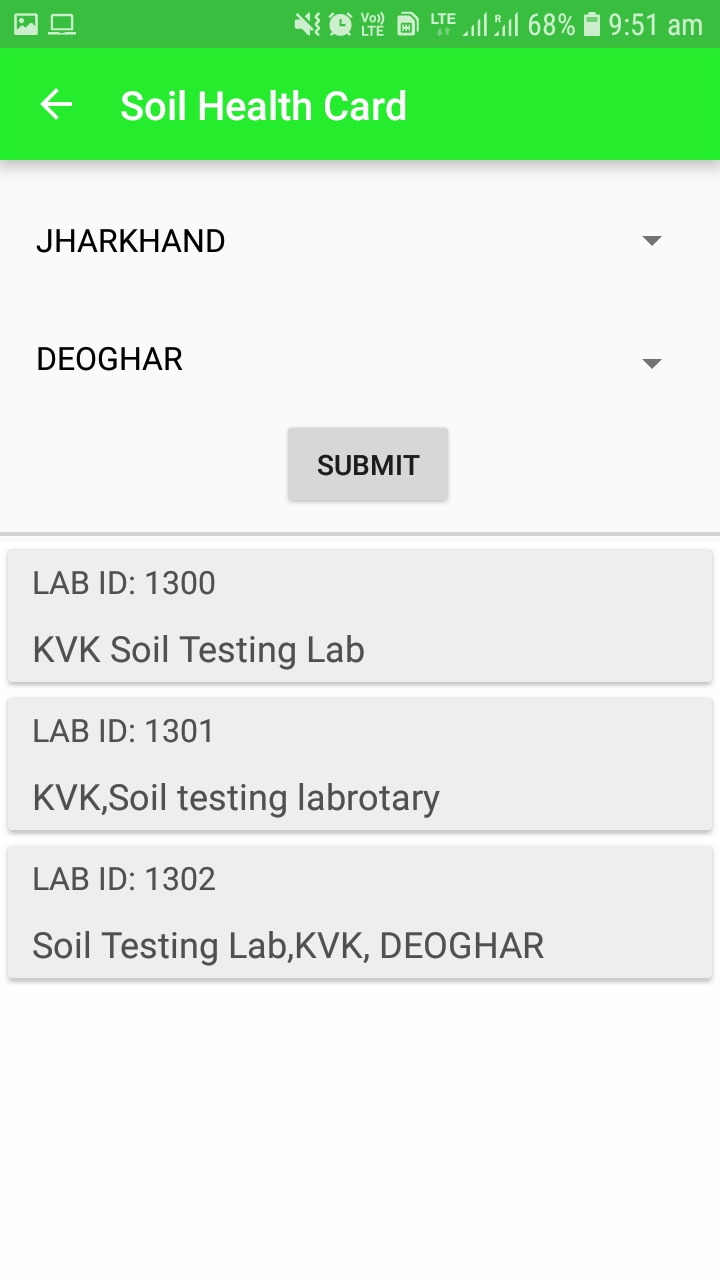 Vo)) LTE LTE R 68% 9:51 am
Soil Health Card
JHARKHAND
DEOGHAR
SUBMIT
LAB ID: 1300
KVK Soil Testing Lab
LAB ID: 1301
KVK,Soil testing labrotary
LAB ID: 1302
Soil Testing Lab,KVK, DEOGHAR